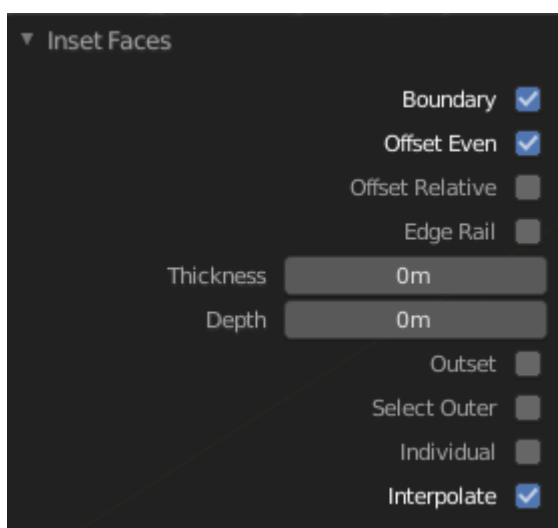 Inset Faces
Boundary
Offset Even
Offset Relative
Edge Rail
Thickness 0m
Depth 0m
Outset
Select Outer
Individual
Interpolate